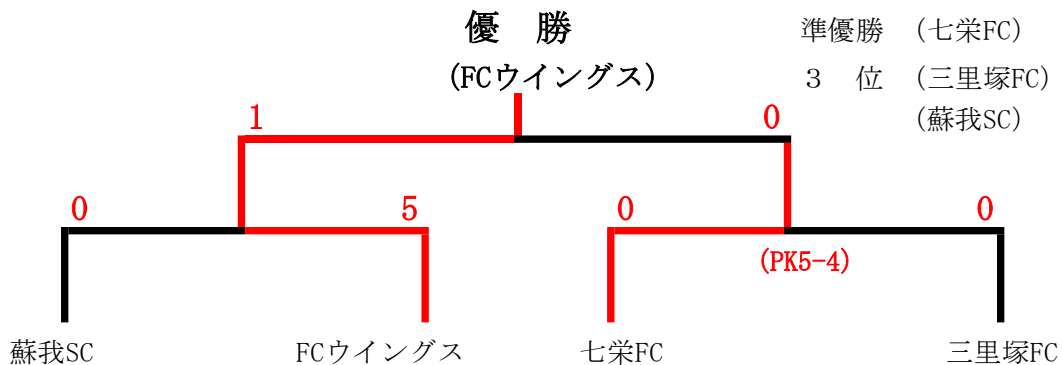 優　勝
(FCウイングス)
準優勝　(七栄FC)
３　位　(三里塚FC)
(蘇我SC)
1
0
0
5
0
0
(PK5-4)
蘇我SC
FCウイングス
七栄FC
三里塚FC